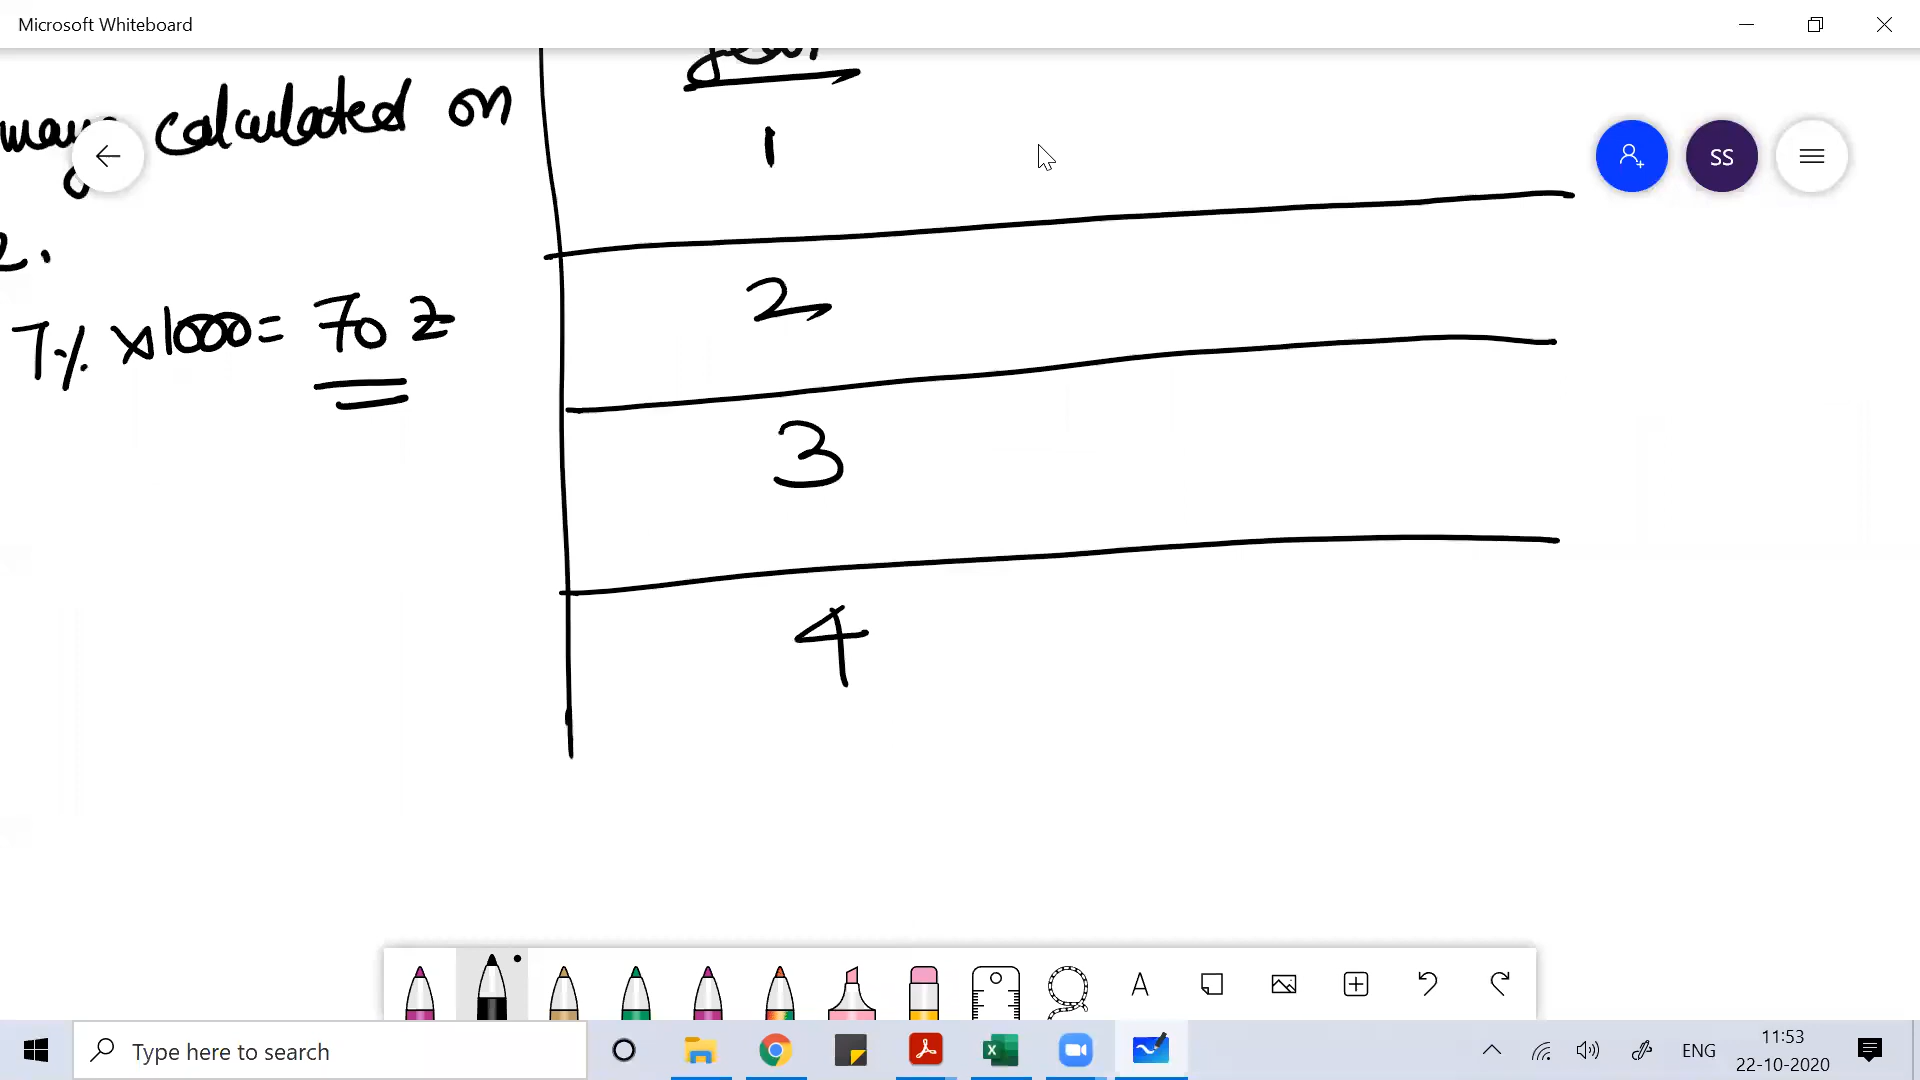 Microsoft Whiteboard
year
calculated on
1
SS
2
7% x1000 = 70
3
4
A
Type here to search
ENG
11:53
22-10-2020